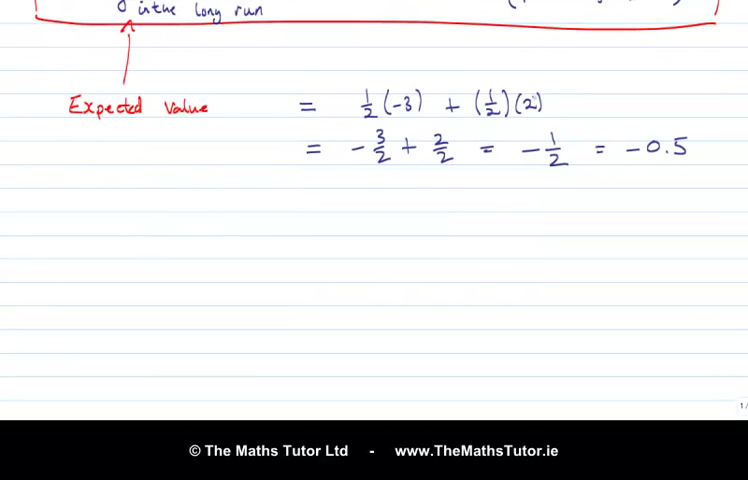 in the long run
Expected Value = 1/2 (-3) + (1/2)(2)
= - 3/2 + 2/2 = - 1/2 = -0.5
© The Maths Tutor Ltd - www.TheMathsTutor.ie